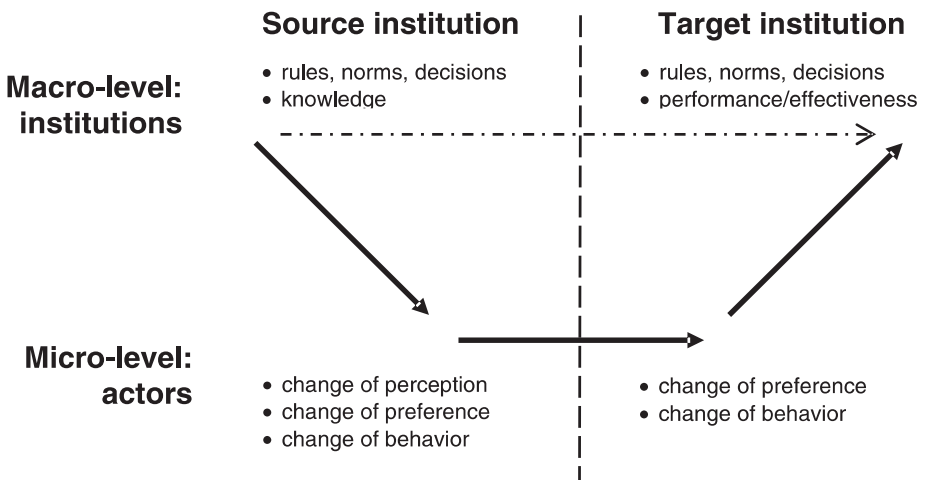 Source institution
Target institution
Macro-level:
institutions
• rules, norms, decisions
• knowledge
• rules, norms, decisions
• performance/effectiveness
Micro-level:
actors
• change of perception
• change of preference
• change of behavior
• change of preference
• change of behavior